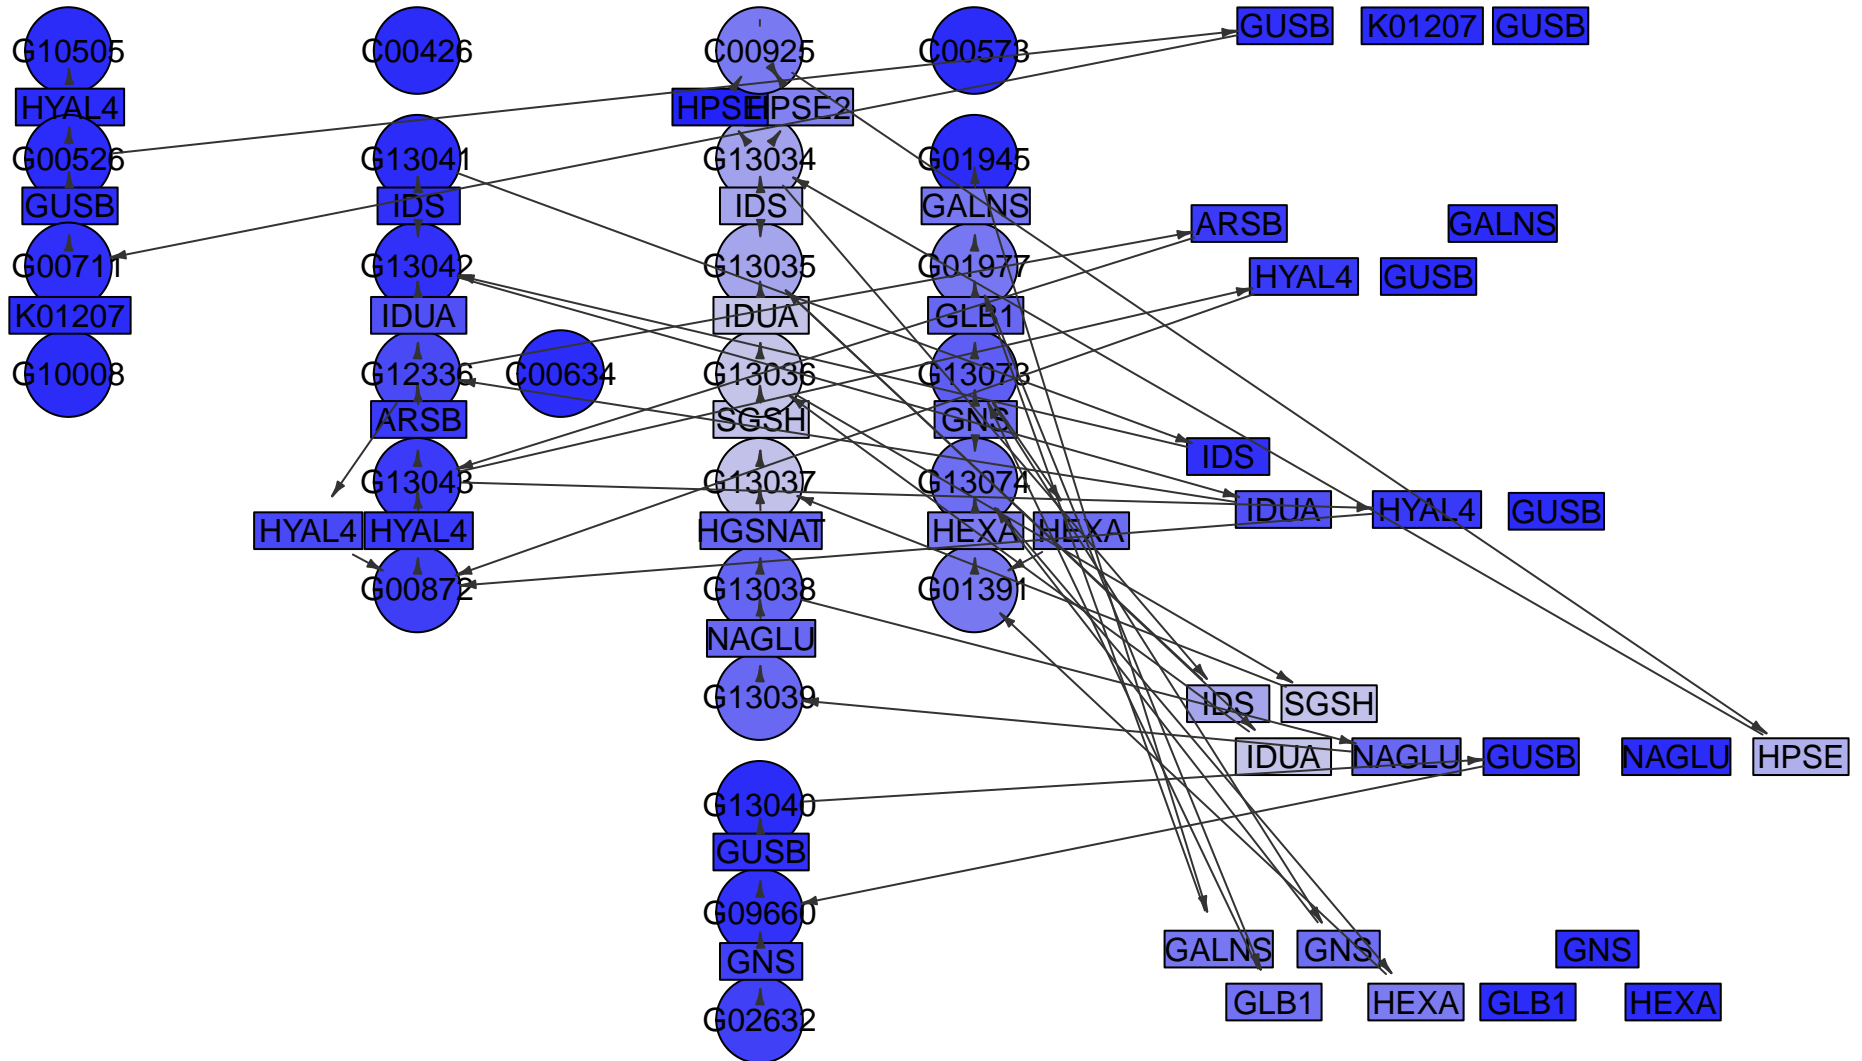 GUSB K01207 GUSB
G10505 C00426 C00925 C00573
HYAL4 HPSE HPSE2
G00526 G13041 G13034 G01945
GUSB IDS IDS GALNS ARSB GALNS
G00711 G13042 G13035 G01977 HYAL4 GUSB
K01207 IDUA IDUA GLB1
G10008 G12336 C00634 G13036 G13073
ARSB SGSH GNS
IDS
G13043 G13037 G13074
IDUA HYAL4 GUSB
HYAL4 HYAL4 HGSNAT HEXA HEXA
G00872 G13038 G01391
NAGLU
G13039 IDS SGSH
IDUA NAGLU GUSB NAGLU HPSE
G13040
GUSB
G09660
GNS GALNS GNS GNS
GLB1 HEXA GLB1 HEXA
G02632